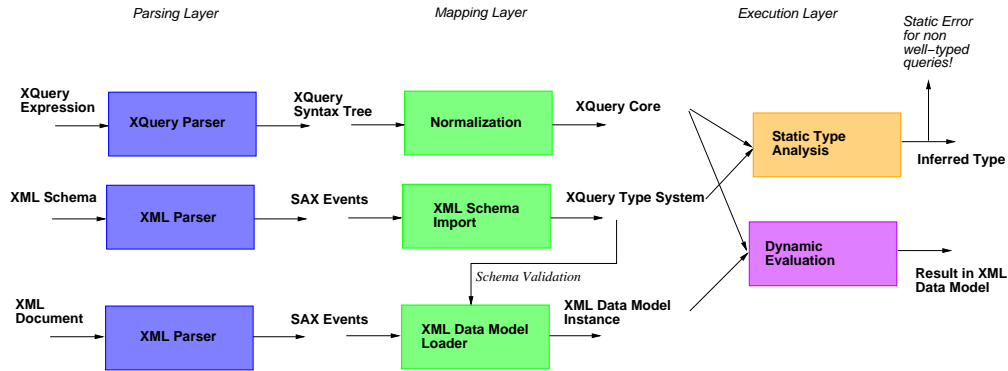 Parsing Layer
Mapping Layer
Execution Layer
Static Error
for non
well-typed
queries!
XQuery
Expression
XQuery Parser
XQuery
Syntax Tree
Normalization
XQuery Core
Static Type
Analysis
Inferred Type
XML Schema
XML Parser
SAX Events
XML Schema
Import
XQuery Type System
Schema Validation
Dynamic
Evaluation
Result in XML
Data Model
XML
Document
XML Parser
SAX Events
XML Data Model
Loader
XML Data Model
Instance